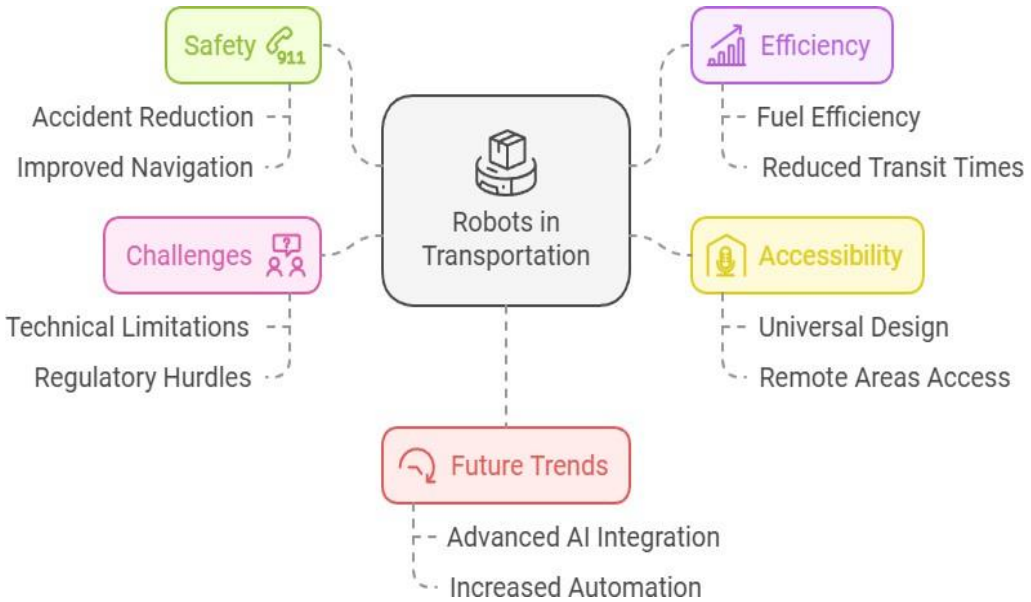 Safety
911
Accident Reduction
Improved Navigation
Challenges
?
Technical Limitations
Regulatory Hurdles
Robots in
Transportation
Efficiency
Fuel Efficiency
Reduced Transit Times
Accessibility
Universal Design
Remote Areas Access
Future Trends
Advanced AI Integration
Increased Automation